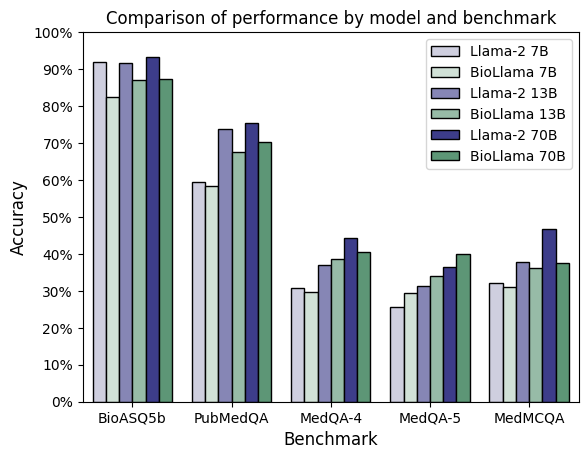 Comparison of performance by model and benchmark
100%
90%
80%
70%
60%
50%
40%
30%
20%
10%
0%
Accuracy
Llama-2 7B
BioLlama 7B
Llama-2 13B
BioLlama 13B
Llama-2 70B
BioLlama 70B
BioASQ5b PubMedQA MedQA-4 MedQA-5 MedMCQA
Benchmark